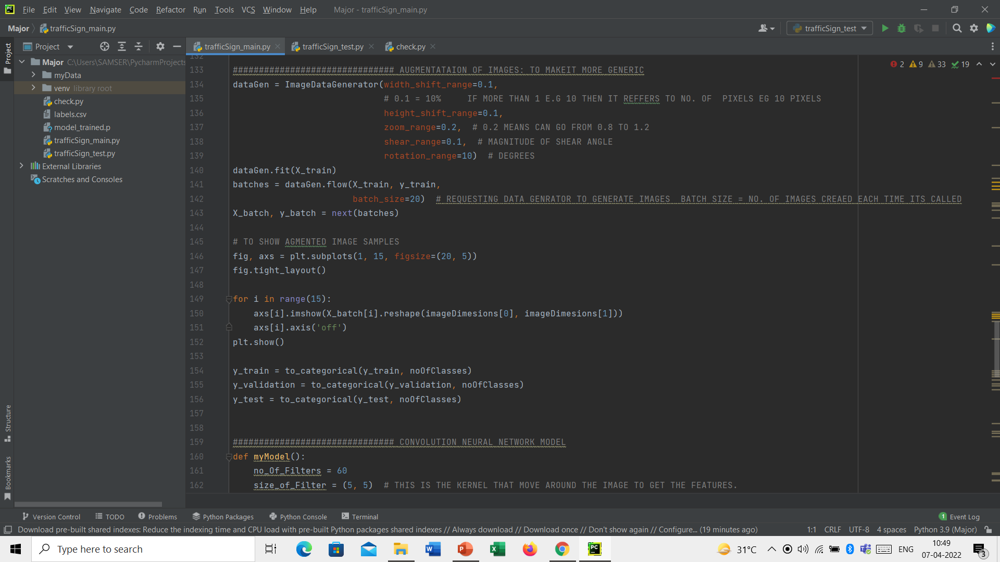 File Edit View Navigate Code Refactor Run Tools VCS Window Help Major - trafficSign_main.py
Major trafficSign_main.py trafficSign_test
Project
Project trafficSign_main.py trafficSign_test.py check.py
Major C:\Users\SAMSER\PycharmProjects
myData
venv library root
check.py
labels.csv
model_trained.p
trafficSign_main.py
trafficSign_test.py
External Libraries
Scratches and Consoles
2 9 33 19
132
133 ############################### AUGMENTATAION OF IMAGES: TO MAKEIT MORE GENERIC
134 dataGen = ImageDataGenerator(width_shift_range=0.1,
135 # 0.1 = 10%     IF MORE THAN 1 E.G 10 THEN IT REFFERS TO NO. OF  PIXELS EG 10 PIXELS
136 height_shift_range=0.1,
137 zoom_range=0.2,  # 0.2 MEANS CAN GO FROM 0.8 TO 1.2
138 shear_range=0.1,  # MAGNITUDE OF SHEAR ANGLE
139 rotation_range=10)  # DEGREES
140 dataGen.fit(X_train)
141 batches = dataGen.flow(X_train, y_train,
142 batch_size=20)  # REQUESTING DATA GENRATOR TO GENERATE IMAGES  BATCH SIZE = NO. OF IMAGES CREAED EACH TIME ITS CALLED
143 X_batch, y_batch = next(batches)
144
145 # TO SHOW AGMENTED IMAGE SAMPLES
146 fig, axs = plt.subplots(1, 15, figsize=(20, 5))
147 fig.tight_layout()
148
149 for i in range(15):
150     axs[i].imshow(X_batch[i].reshape(imageDimesions[0], imageDimesions[1]))
151     axs[i].axis('off')
152 plt.show()
153
154 y_train = to_categorical(y_train, noOfClasses)
155 y_validation = to_categorical(y_validation, noOfClasses)
156 y_test = to_categorical(y_test, noOfClasses)
157
158
159 ############################### CONVOLUTION NEURAL NETWORK MODEL
160 def myModel():
161     no_Of_Filters = 60
162     size_of_Filter = (5, 5)  # THIS IS THE KERNEL THAT MOVE AROUND THE IMAGE TO GET THE FEATURES.
Structure
Bookmarks
Version Control TODO Problems Python Packages Python Console Terminal 1 Event Log
Download pre-built shared indexes: Reduce the indexing time and CPU load with pre-built Python packages shared indexes // Always download // Download once // Don't show again // Configure... (19 minutes ago) 1:1 CRLF UTF-8 4 spaces Python 3.9 (Major)
Type here to search 31°C ENG 10:49
07-04-2022 3